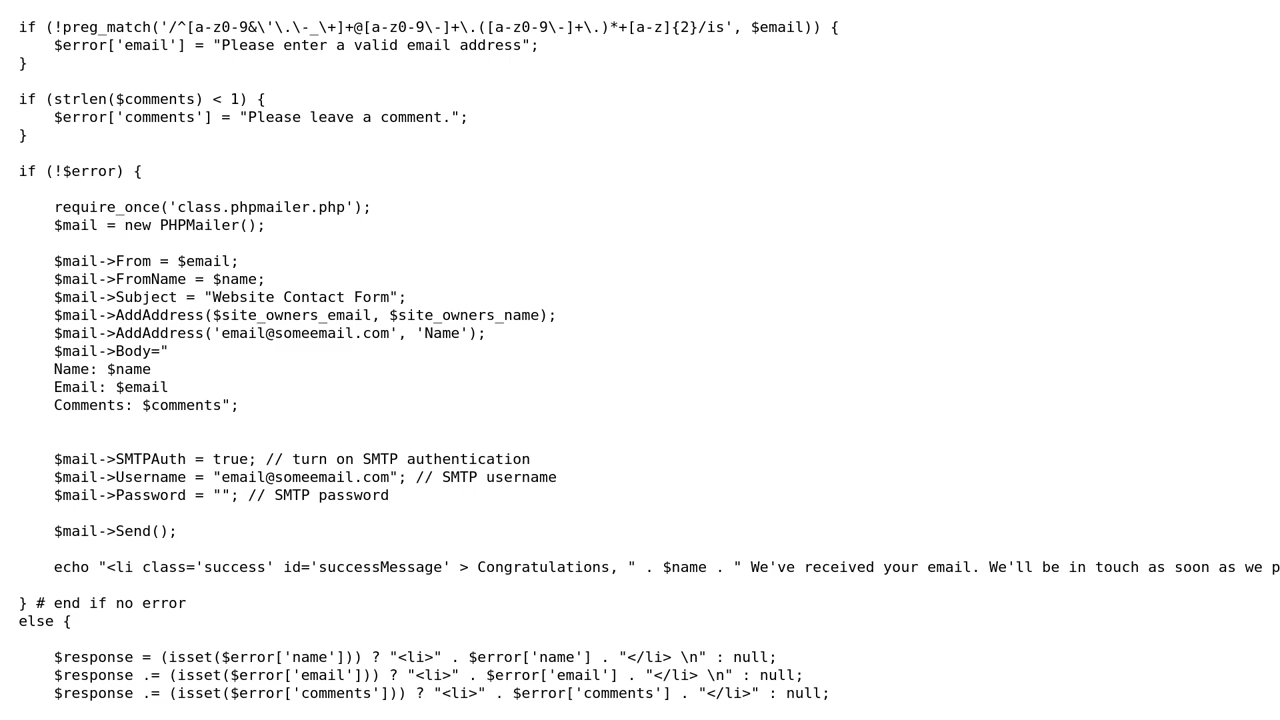 if (!preg_match('/^[a-z0-9&\'\.\-_\+]+@[a-z0-9\-]+\.([a-z0-9\-]+\.)*+[a-z]{2}/is', $email)) {
    $error['email'] = "Please enter a valid email address";
}

if (strlen($comments) < 1) {
    $error['comments'] = "Please leave a comment.";
}

if (!$error) {

    require_once('class.phpmailer.php');
    $mail = new PHPMailer();

    $mail->From = $email;
    $mail->FromName = $name;
    $mail->Subject = "Website Contact Form";
    $mail->AddAddress($site_owners_email, $site_owners_name);
    $mail->AddAddress('email@someemail.com', 'Name');
    $mail->Body="
    Name: $name
    Email: $email
    Comments: $comments";


    $mail->SMTPAuth = true; // turn on SMTP authentication
    $mail->Username = "email@someemail.com"; // SMTP username
    $mail->Password = ""; // SMTP password

    $mail->Send();

    echo "<li class='success' id='successMessage' > Congratulations, " . $name . " We've received your email. We'll be in touch as soon as we p

} # end if no error
else {

    $response = (isset($error['name'])) ? "<li>" . $error['name'] . "</li> \n" : null;
    $response .= (isset($error['email'])) ? "<li>" . $error['email'] . "</li> \n" : null;
    $response .= (isset($error['comments'])) ? "<li>" . $error['comments'] . "</li>" : null;